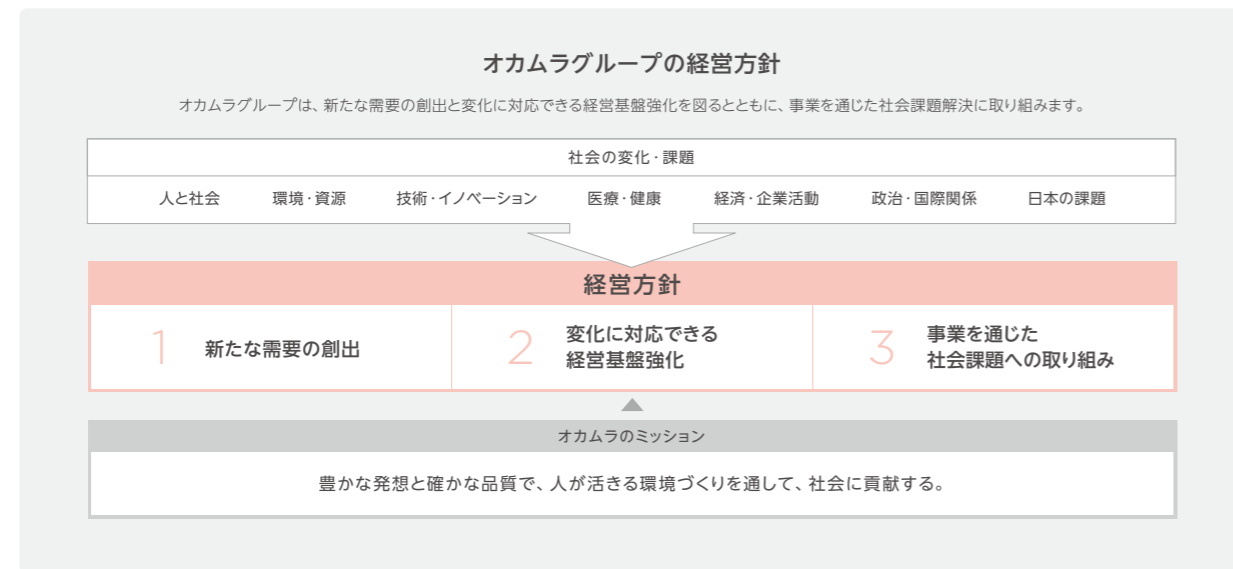 オカムラグループの経営方針
オカムラグループは、新たな需要の創出と変化に対応できる経営基盤強化を図るとともに、事業を通じた社会課題解決に取り組みます。
社会の変化・課題
人と社会 環境・資源 技術・イノベーション 医療・健康 経済・企業活動 政治・国際関係 日本の課題
経営方針
1 新たな需要の創出
2 変化に対応できる
経営基盤強化
3 事業を通じた
社会課題への取り組み
オカムラのミッション
豊かな発想と確かな品質で、人が活きる環境づくりを通して、社会に貢献する。